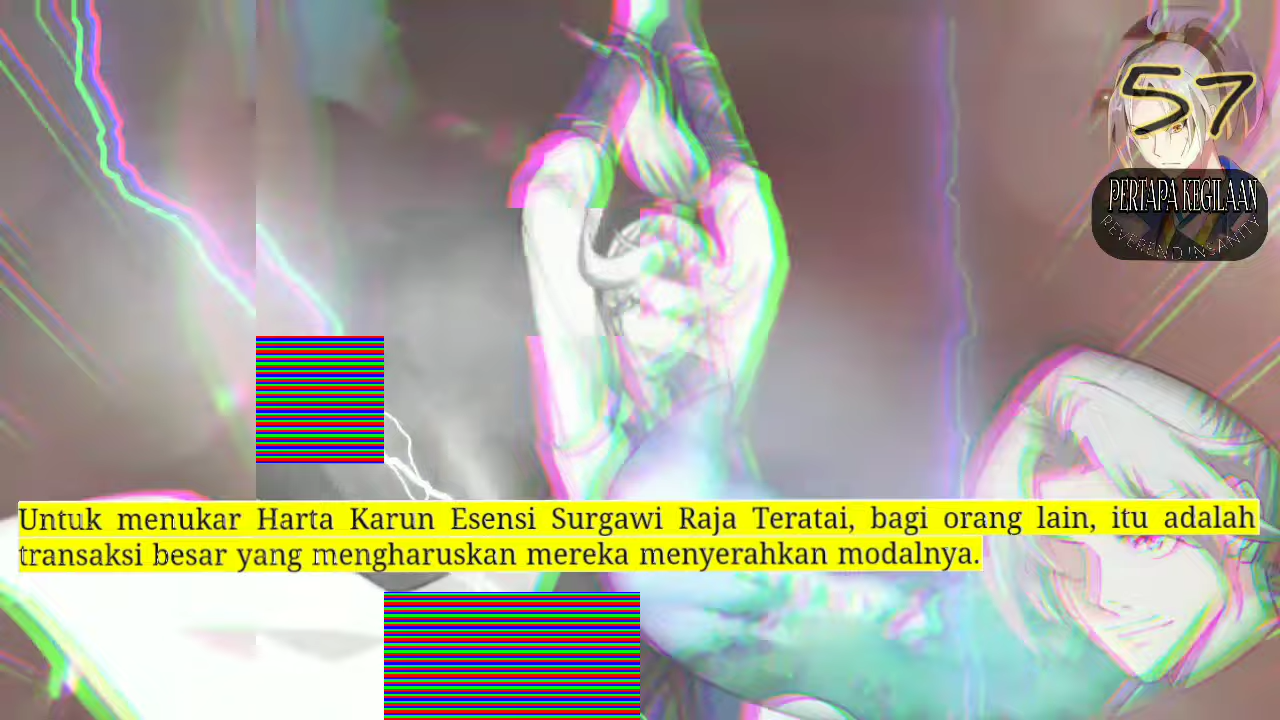 57
PERTAPA KEGILAAN
REVEREND INSANITY
Untuk menukar Harta Karun Esensi Surgawi Raja Teratai, bagi orang lain, itu adalah
transaksi besar yang mengharuskan mereka menyerahkan modalnya.